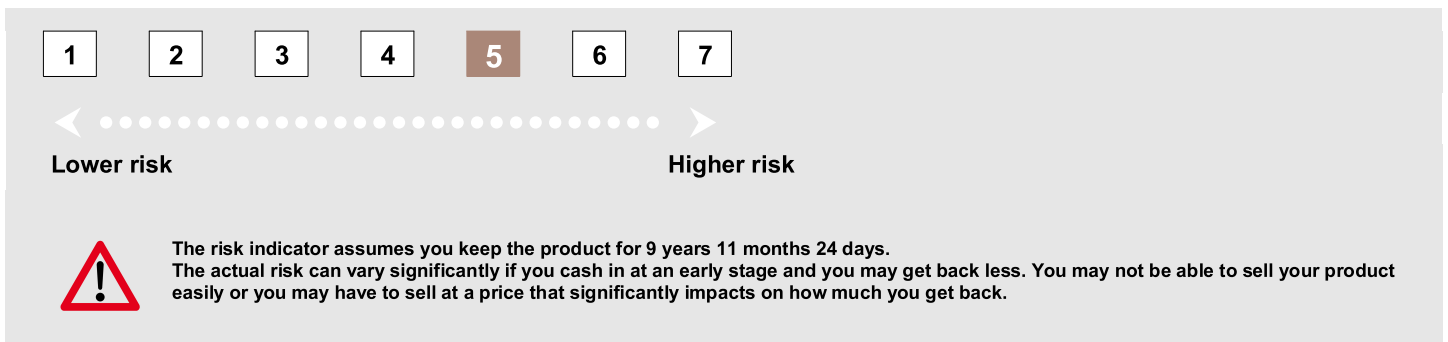 1 2 3 4 5 6 7
Lower risk Higher risk
The risk indicator assumes you keep the product for 9 years 11 months 24 days.
The actual risk can vary significantly if you cash in at an early stage and you may get back less. You may not be able to sell your product
easily or you may have to sell at a price that significantly impacts on how much you get back.